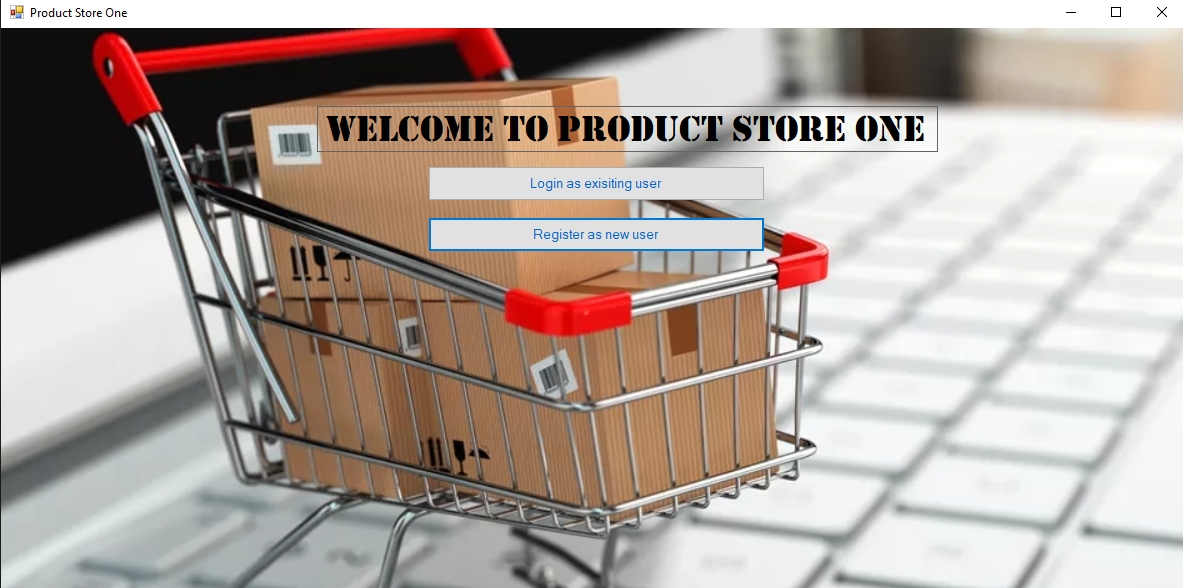 Product Store One
WELCOME TO PRODUCT STORE ONE
Login as exisiting user
Register as new user